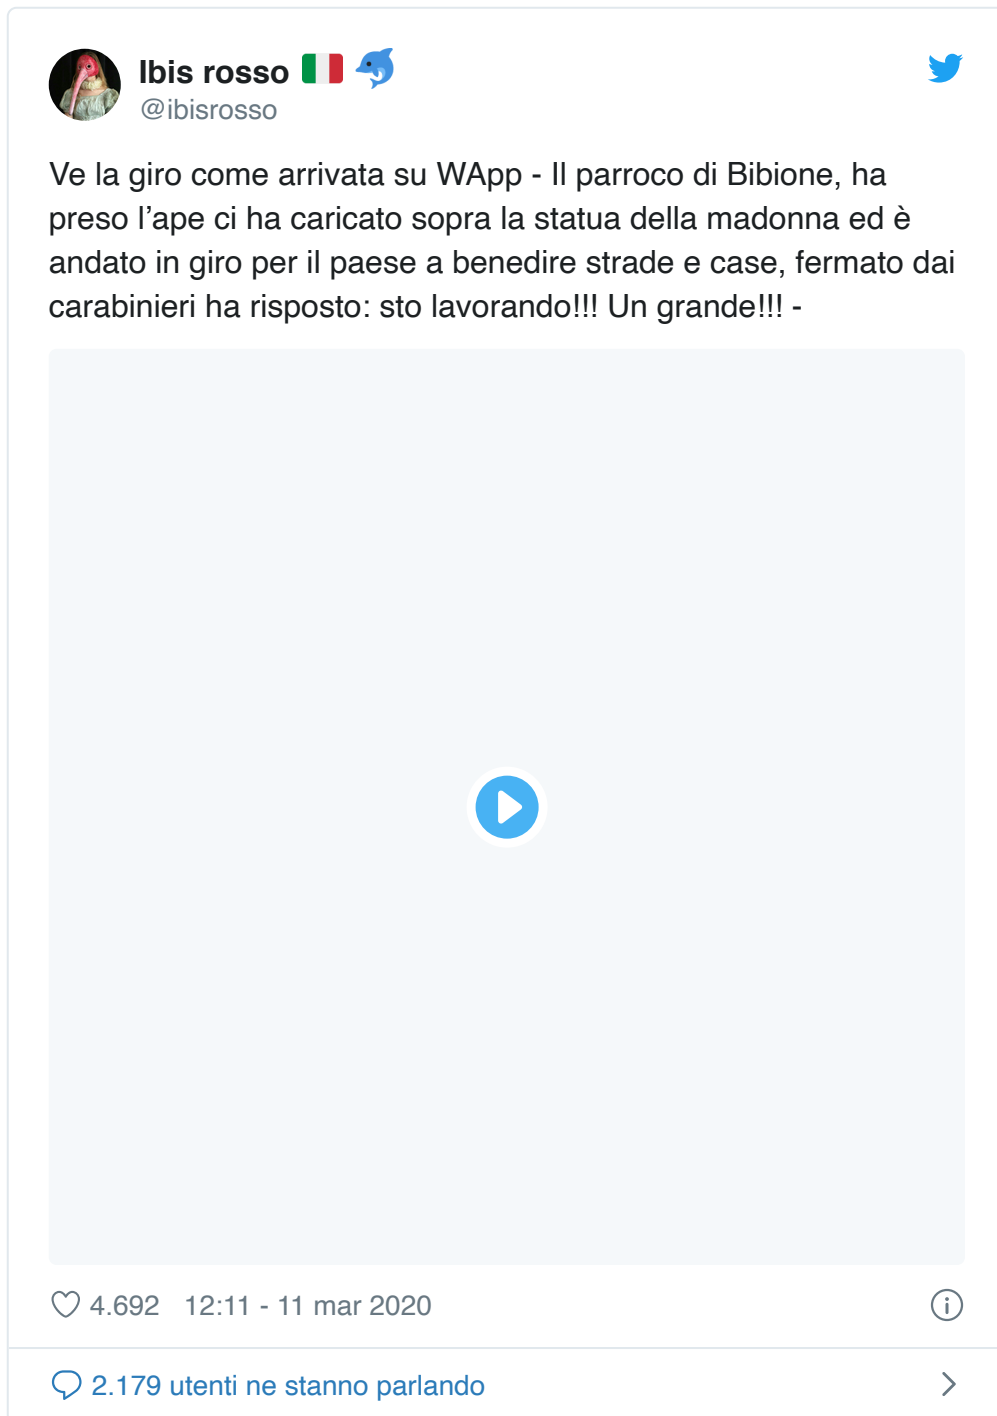 Ibis rosso 🇮🇹 🐬
@ibisrosso
Ve la giro come arrivata su WApp - Il parroco di Bibione, ha
preso l’ape ci ha caricato sopra la statua della madonna ed è
andato in giro per il paese a benedire strade e case, fermato dai
carabinieri ha risposto: sto lavorando!!! Un grande!!! -
4.692 12:11 - 11 mar 2020
2.179 utenti ne stanno parlando